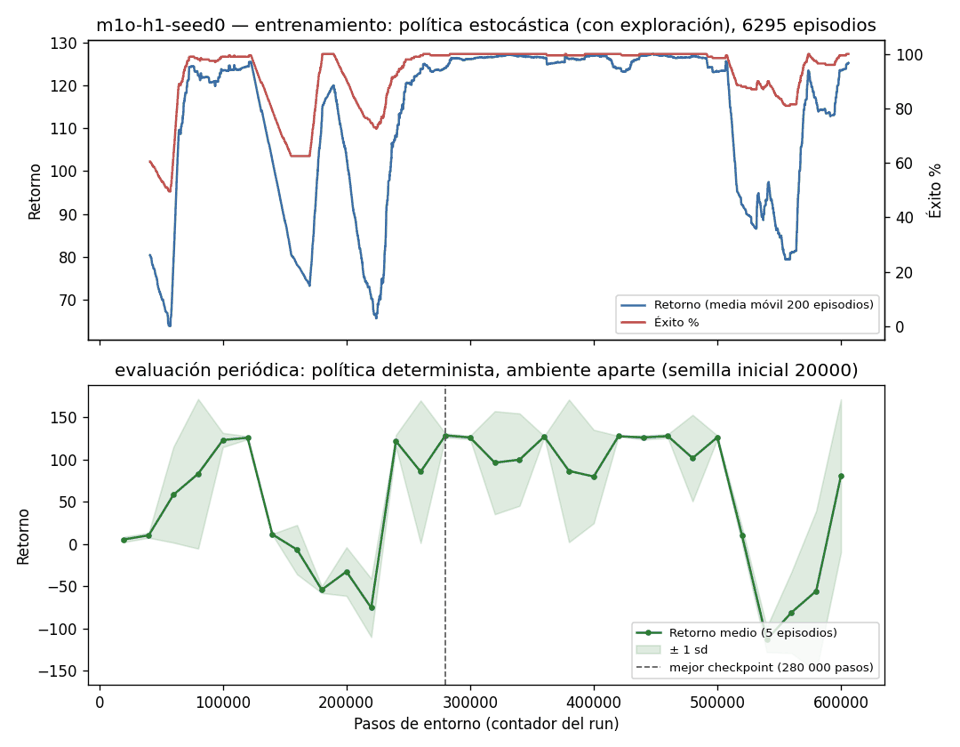 m1o-h1-seed0 — entrenamiento: política estocástica (con exploración), 6295 episodios
130
120
110
100
90
80
70
Retorno
100
80
60
40
20
0
Éxito %
Retorno (media móvil 200 episodios)
Éxito %
evaluación periódica: política determinista, ambiente aparte (semilla inicial 20000)
150
100
50
0
−50
−100
−150
Retorno
Retorno medio (5 episodios)
± 1 sd
mejor checkpoint (280 000 pasos)
0 100000 200000 300000 400000 500000 600000
Pasos de entorno (contador del run)